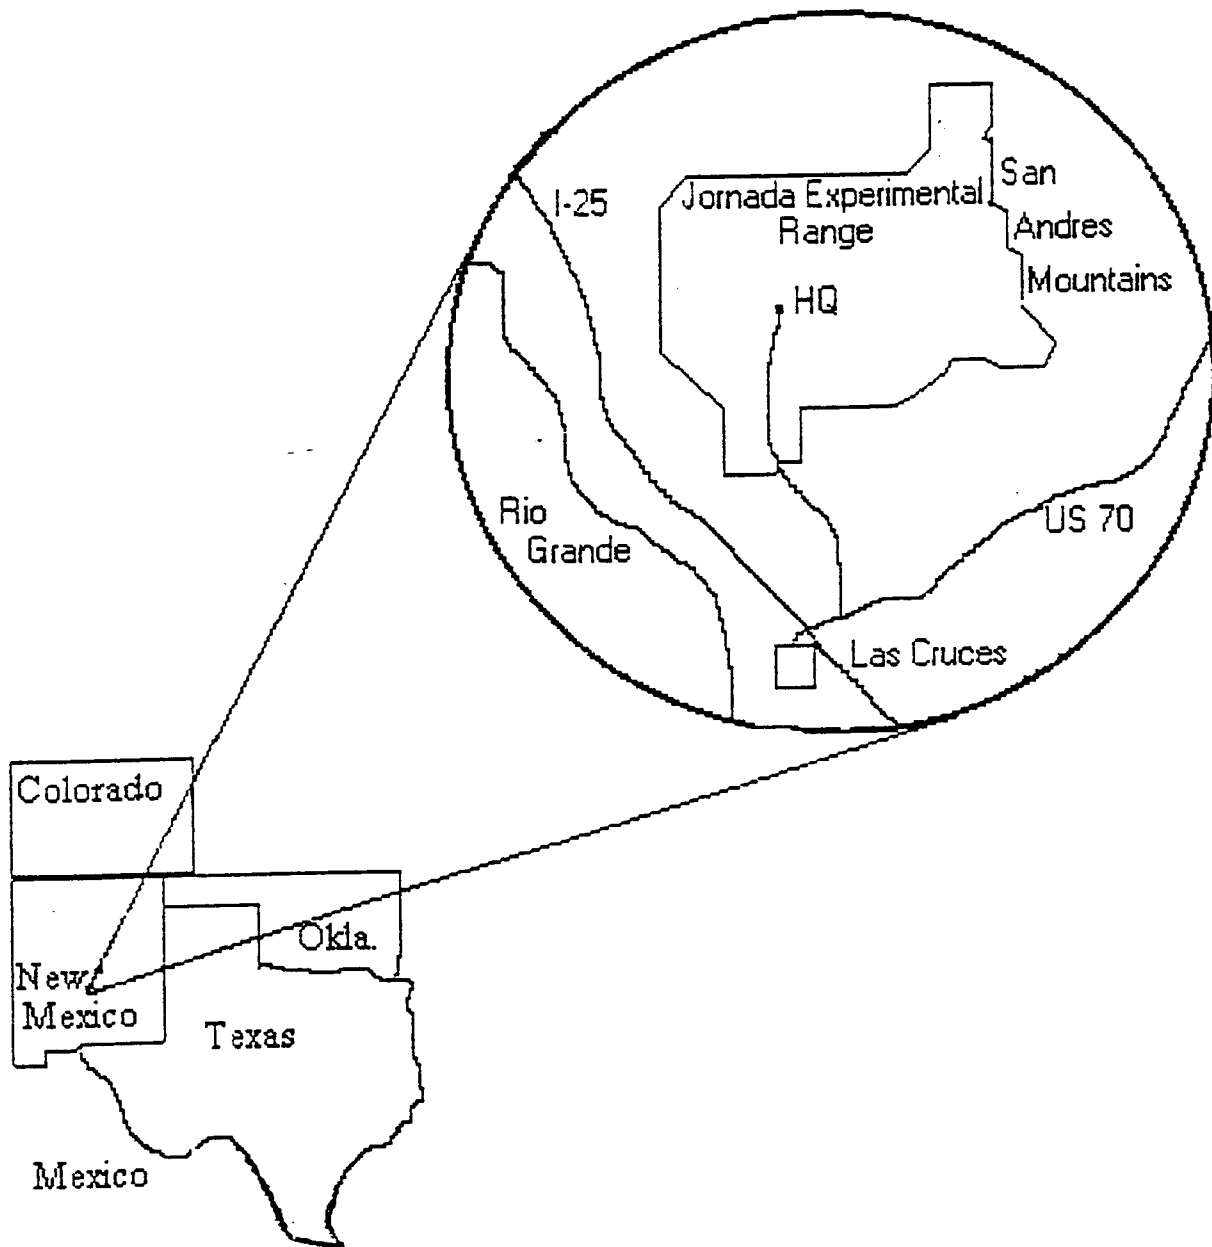 San
I-25
Jornada Experimental
Range
Andres
Mountains
HQ
Rio
Grande
US 70
Las Cruces
Colorado
Okla.
New
Mexico
Texas
Mexico